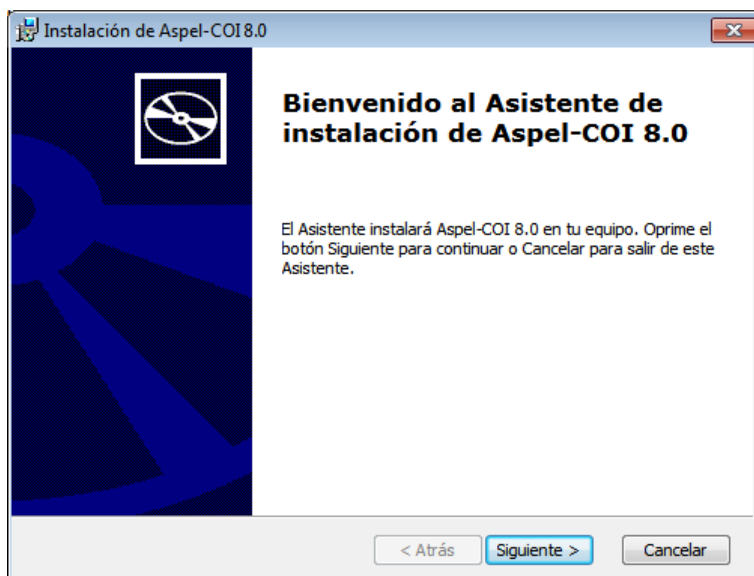 Instalación de Aspel-COI 8.0
Bienvenido al Asistente de
instalación de Aspel-COI 8.0
El Asistente instalará Aspel-COI 8.0 en tu equipo. Oprime el
botón Siguiente para continuar o Cancelar para salir de este
Asistente.
< Atrás
Siguiente >
Cancelar